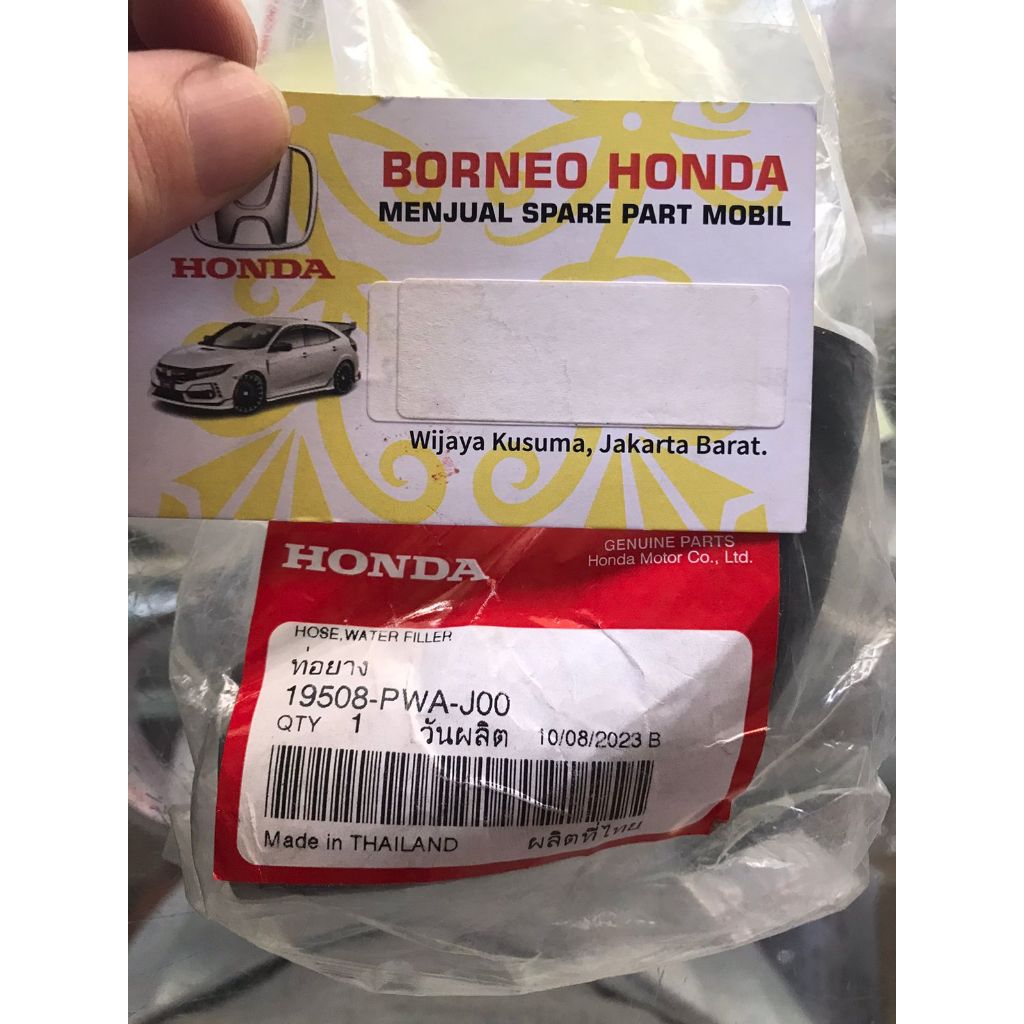 BORNEO HONDA
MENJUAL SPARE PART MOBIL
HONDA
Wijaya Kusuma, Jakarta Barat.
HONDA
GENUINE PARTS
Honda Motor Co., Ltd.
HOSE,WATER FILLER
ท่อยาง
19508-PWA-J00
QTY 1 วันผลิต 10/08/2023 B
Made in THAILAND ผลิตที่ไทย